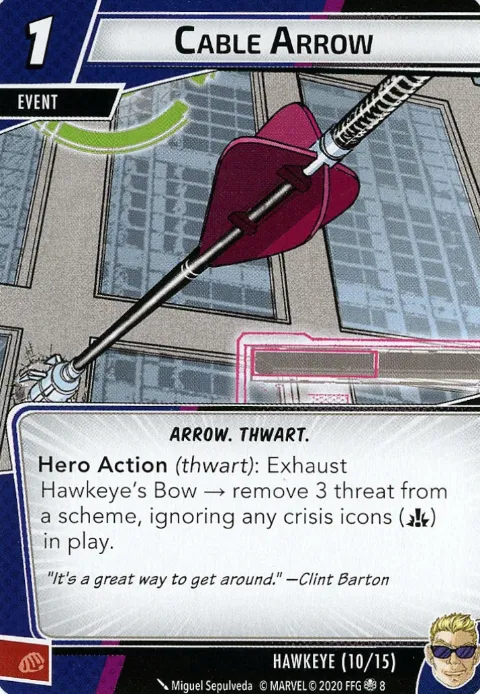 1
CABLE ARROW
EVENT
ARROW. THWART.
Hero Action (thwart): Exhaust
Hawkeye's Bow → remove 3 threat from
a scheme, ignoring any crisis icons ( )
in play.
"It's a great way to get around." —Clint Barton
HAWKEYE (10/15)
Miguel Sepulveda © MARVEL © 2020 FFG 8